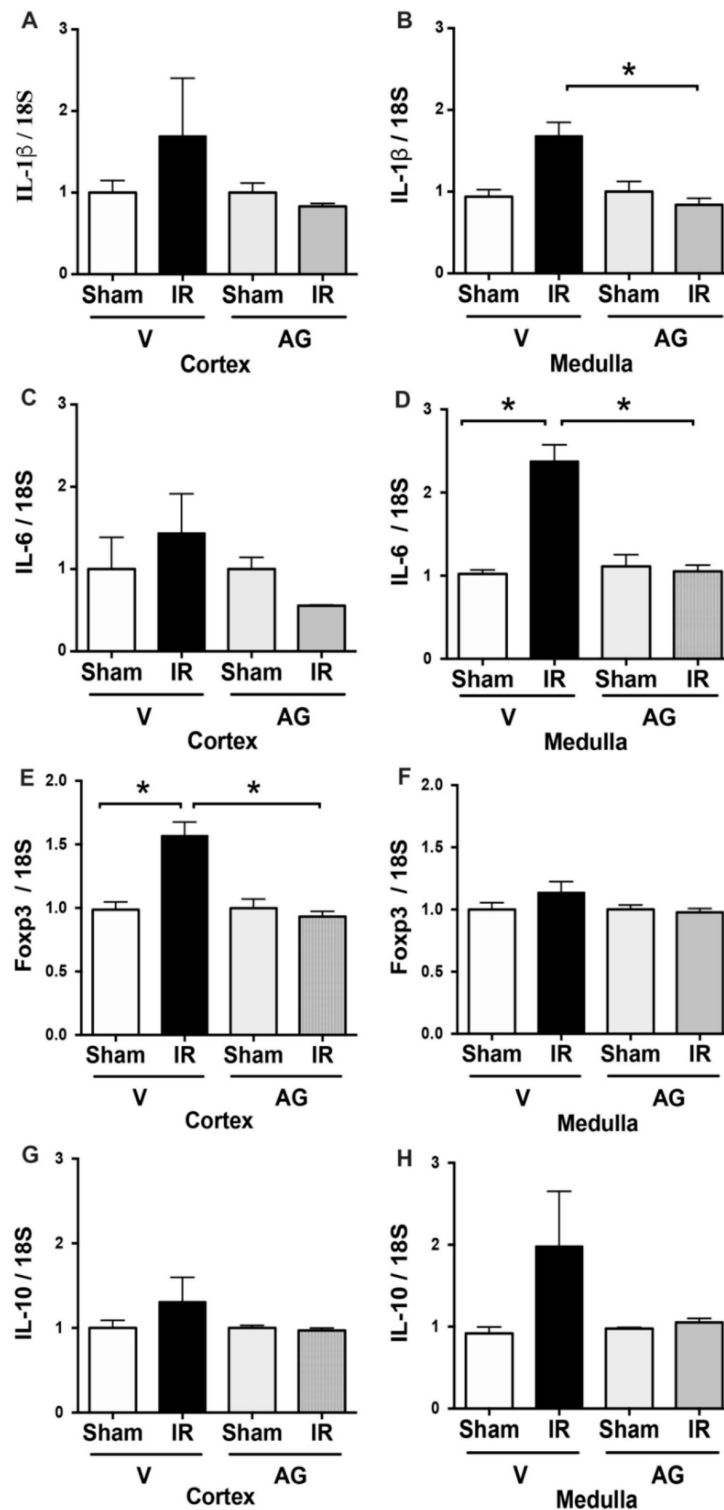 A
IL-1β / 18S
3
2
1
0
Sham IR Sham IR
V AG
Cortex
B
IL-1β / 18S
3
2
1
0
*
Sham IR Sham IR
V AG
Medulla
C
IL-6 / 18S
3
2
1
0
Sham IR Sham IR
V AG
Cortex
D
IL-6 / 18S
3
2
1
0
* *
Sham IR Sham IR
V AG
Medulla
E
Foxp3 / 18S
2.0
1.5
1.0
0.5
0.0
* *
Sham IR Sham IR
V AG
Cortex
F
Foxp3 / 18S
2.0
1.5
1.0
0.5
0.0
Sham IR Sham IR
V AG
Medulla
G
IL-10 / 18S
3
2
1
0
Sham IR Sham IR
V AG
Cortex
H
IL-10 / 18S
3
2
1
0
Sham IR Sham IR
V AG
Medulla